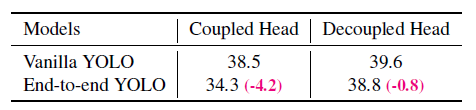 Models Coupled Head Decoupled Head
Vanilla YOLO 38.5 39.6
End-to-end YOLO 34.3 (-4.2) 38.8 (-0.8)